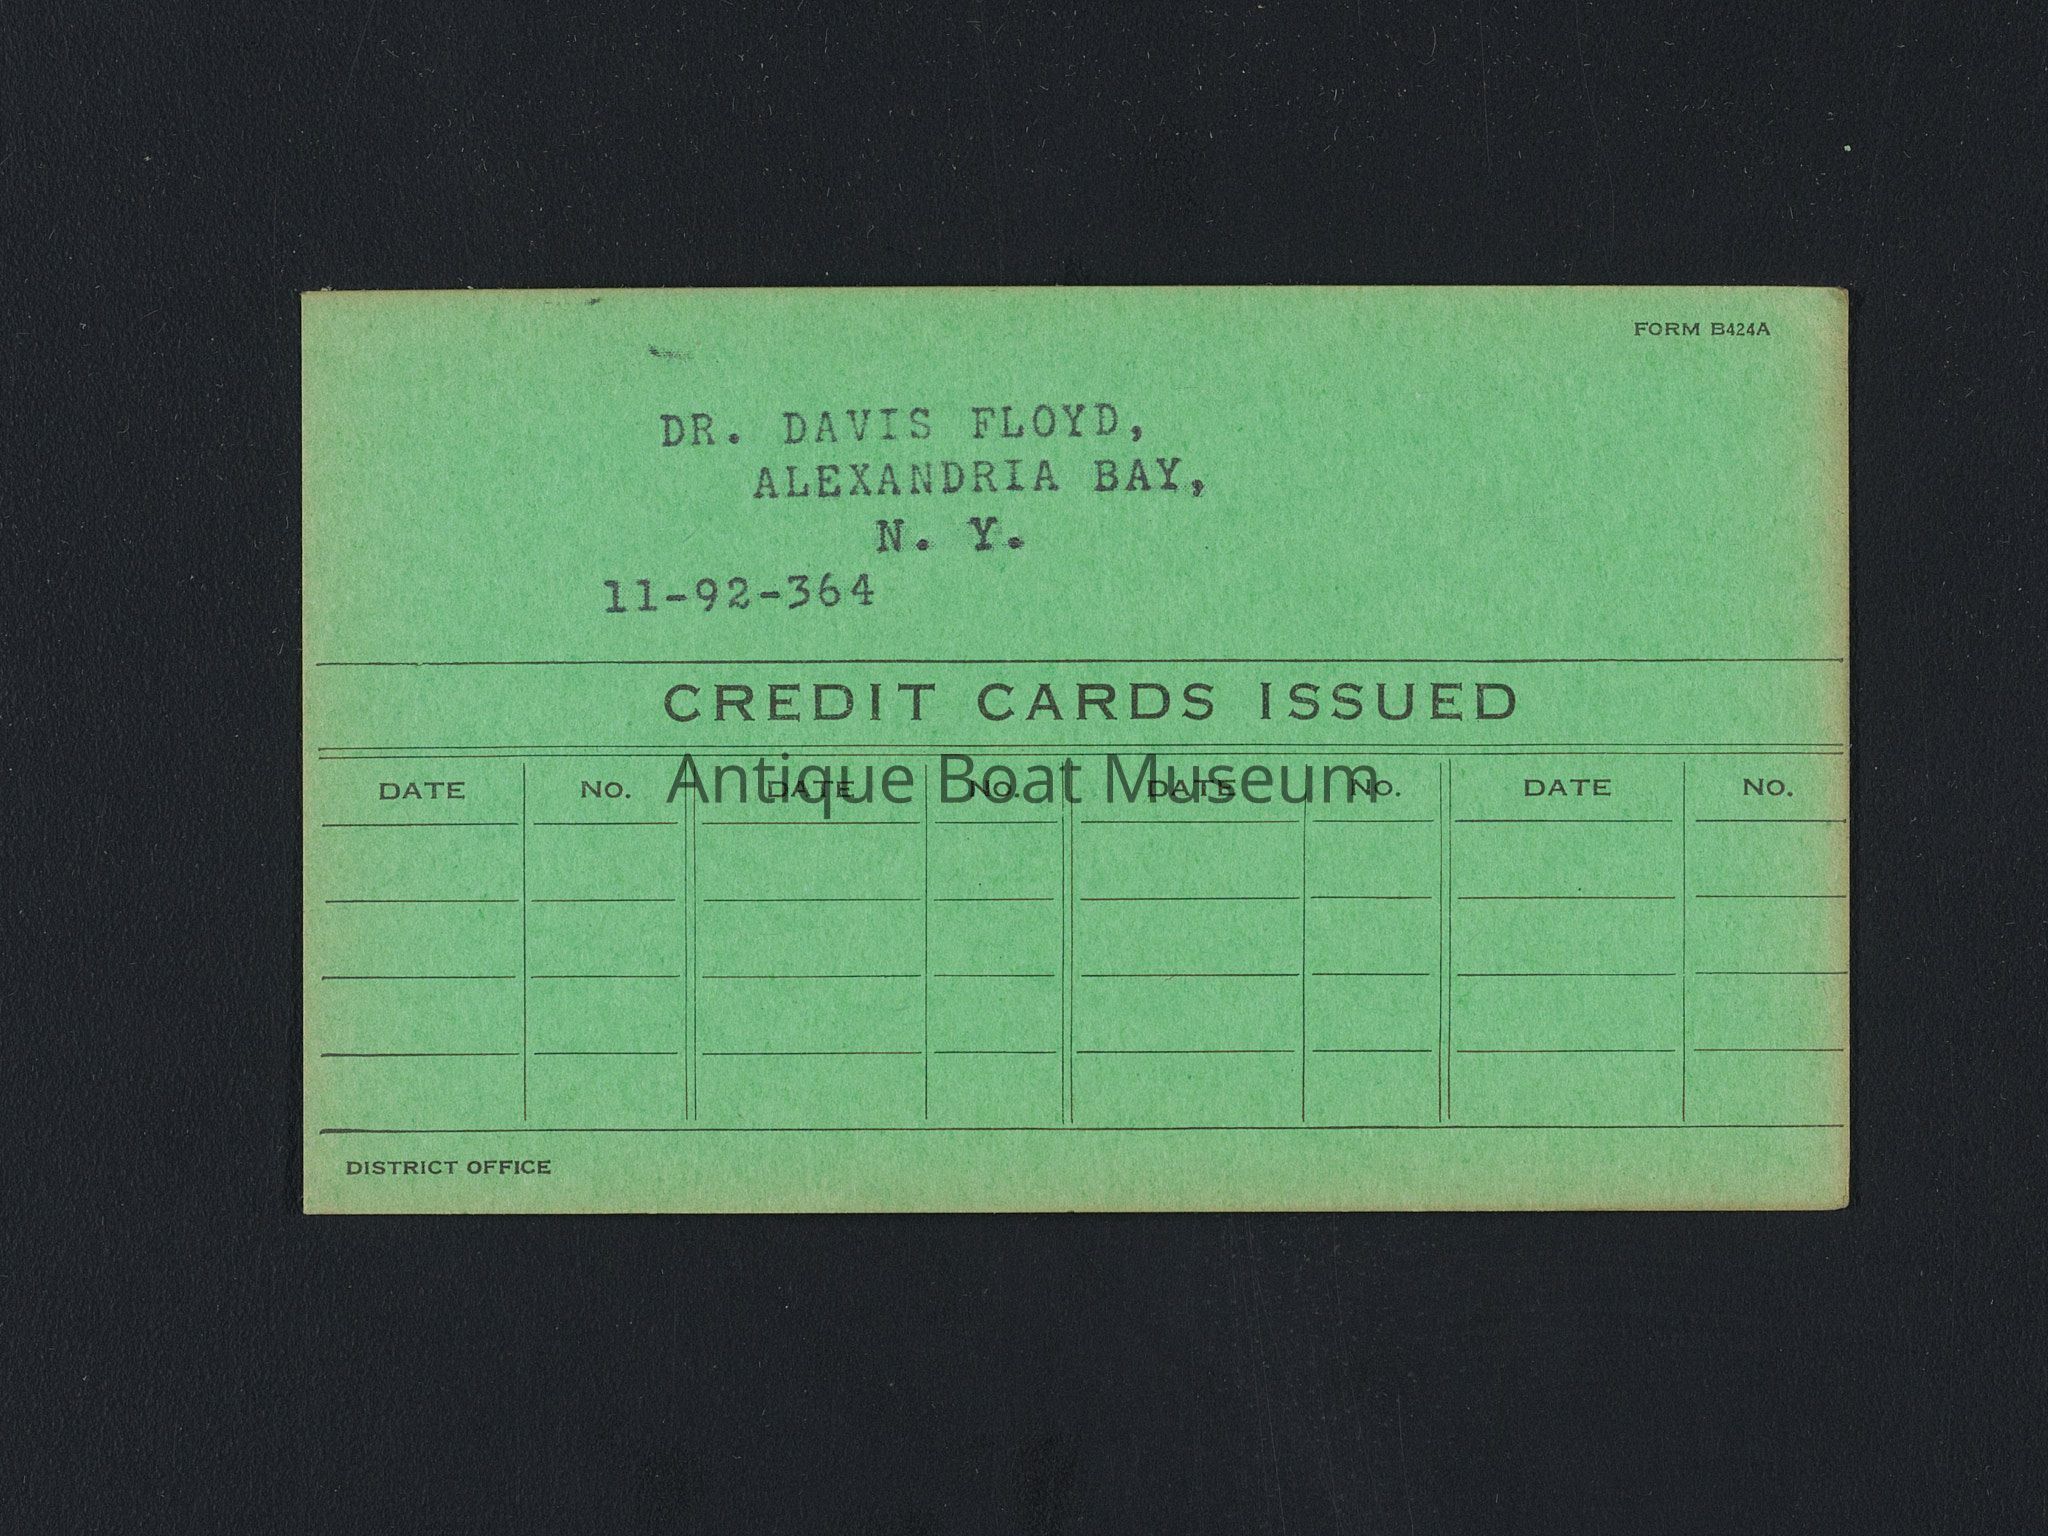 FORM B424A
DR. DAVIS FLOYD,
ALEXANDRIA BAY,
N. Y.
11-92-364
CREDIT CARDS ISSUED
Antique Boat Museum
DATE NO. DATE NO. DATE NO. DATE NO.
DISTRICT OFFICE